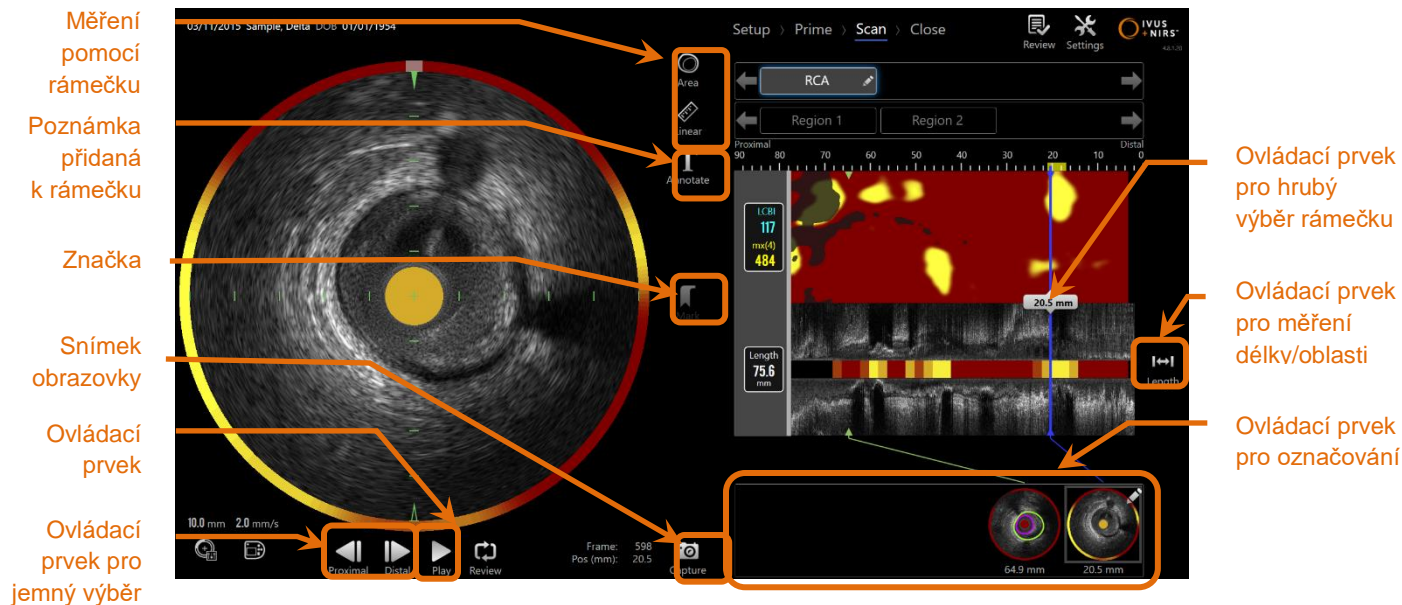 Měření
pomocí
rámečku
Poznámka
přidaná
k rámečku
Značka
Snímek
obrazovky
Ovládací
prvek
Ovládací
prvek pro
jemný výběr
03/11/2015 Sample, Delta DOB 01/01/1954
Area
Linear
Annotate
Mark
10.0 mm 2.0 mm/s
Proximal
Distal
Play
Review
Frame: 598
Pos (mm): 20.5
Capture
Setup > Prime > Scan > Close
Review
Settings
IVUS
+NIRS
RCA
Region 1
Region 2
Proximal
Distal
90 80 70 60 50 40 30 20 10 0
LCBI
117
mx(4)
484
20.5 mm
Length
75.6
mm
Length
64.9 mm
20.5 mm
Ovládací prvek
pro hrubý
výběr rámečku
Ovládací prvek
pro měření
délkv/oblasti
Ovládací prvek
pro označování